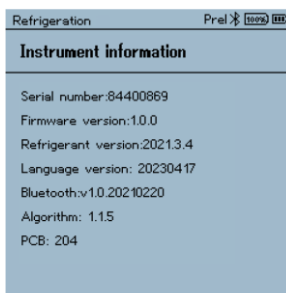 Refrigeration Prel 100%
Instrument information
Serial number:84400869
Firmware version:1.0.0
Refrigerant version:2021.3.4
Language version: 20230417
Bluetooth:v1.0.20210220
Algorithm: 1.1.5
PCB: 204